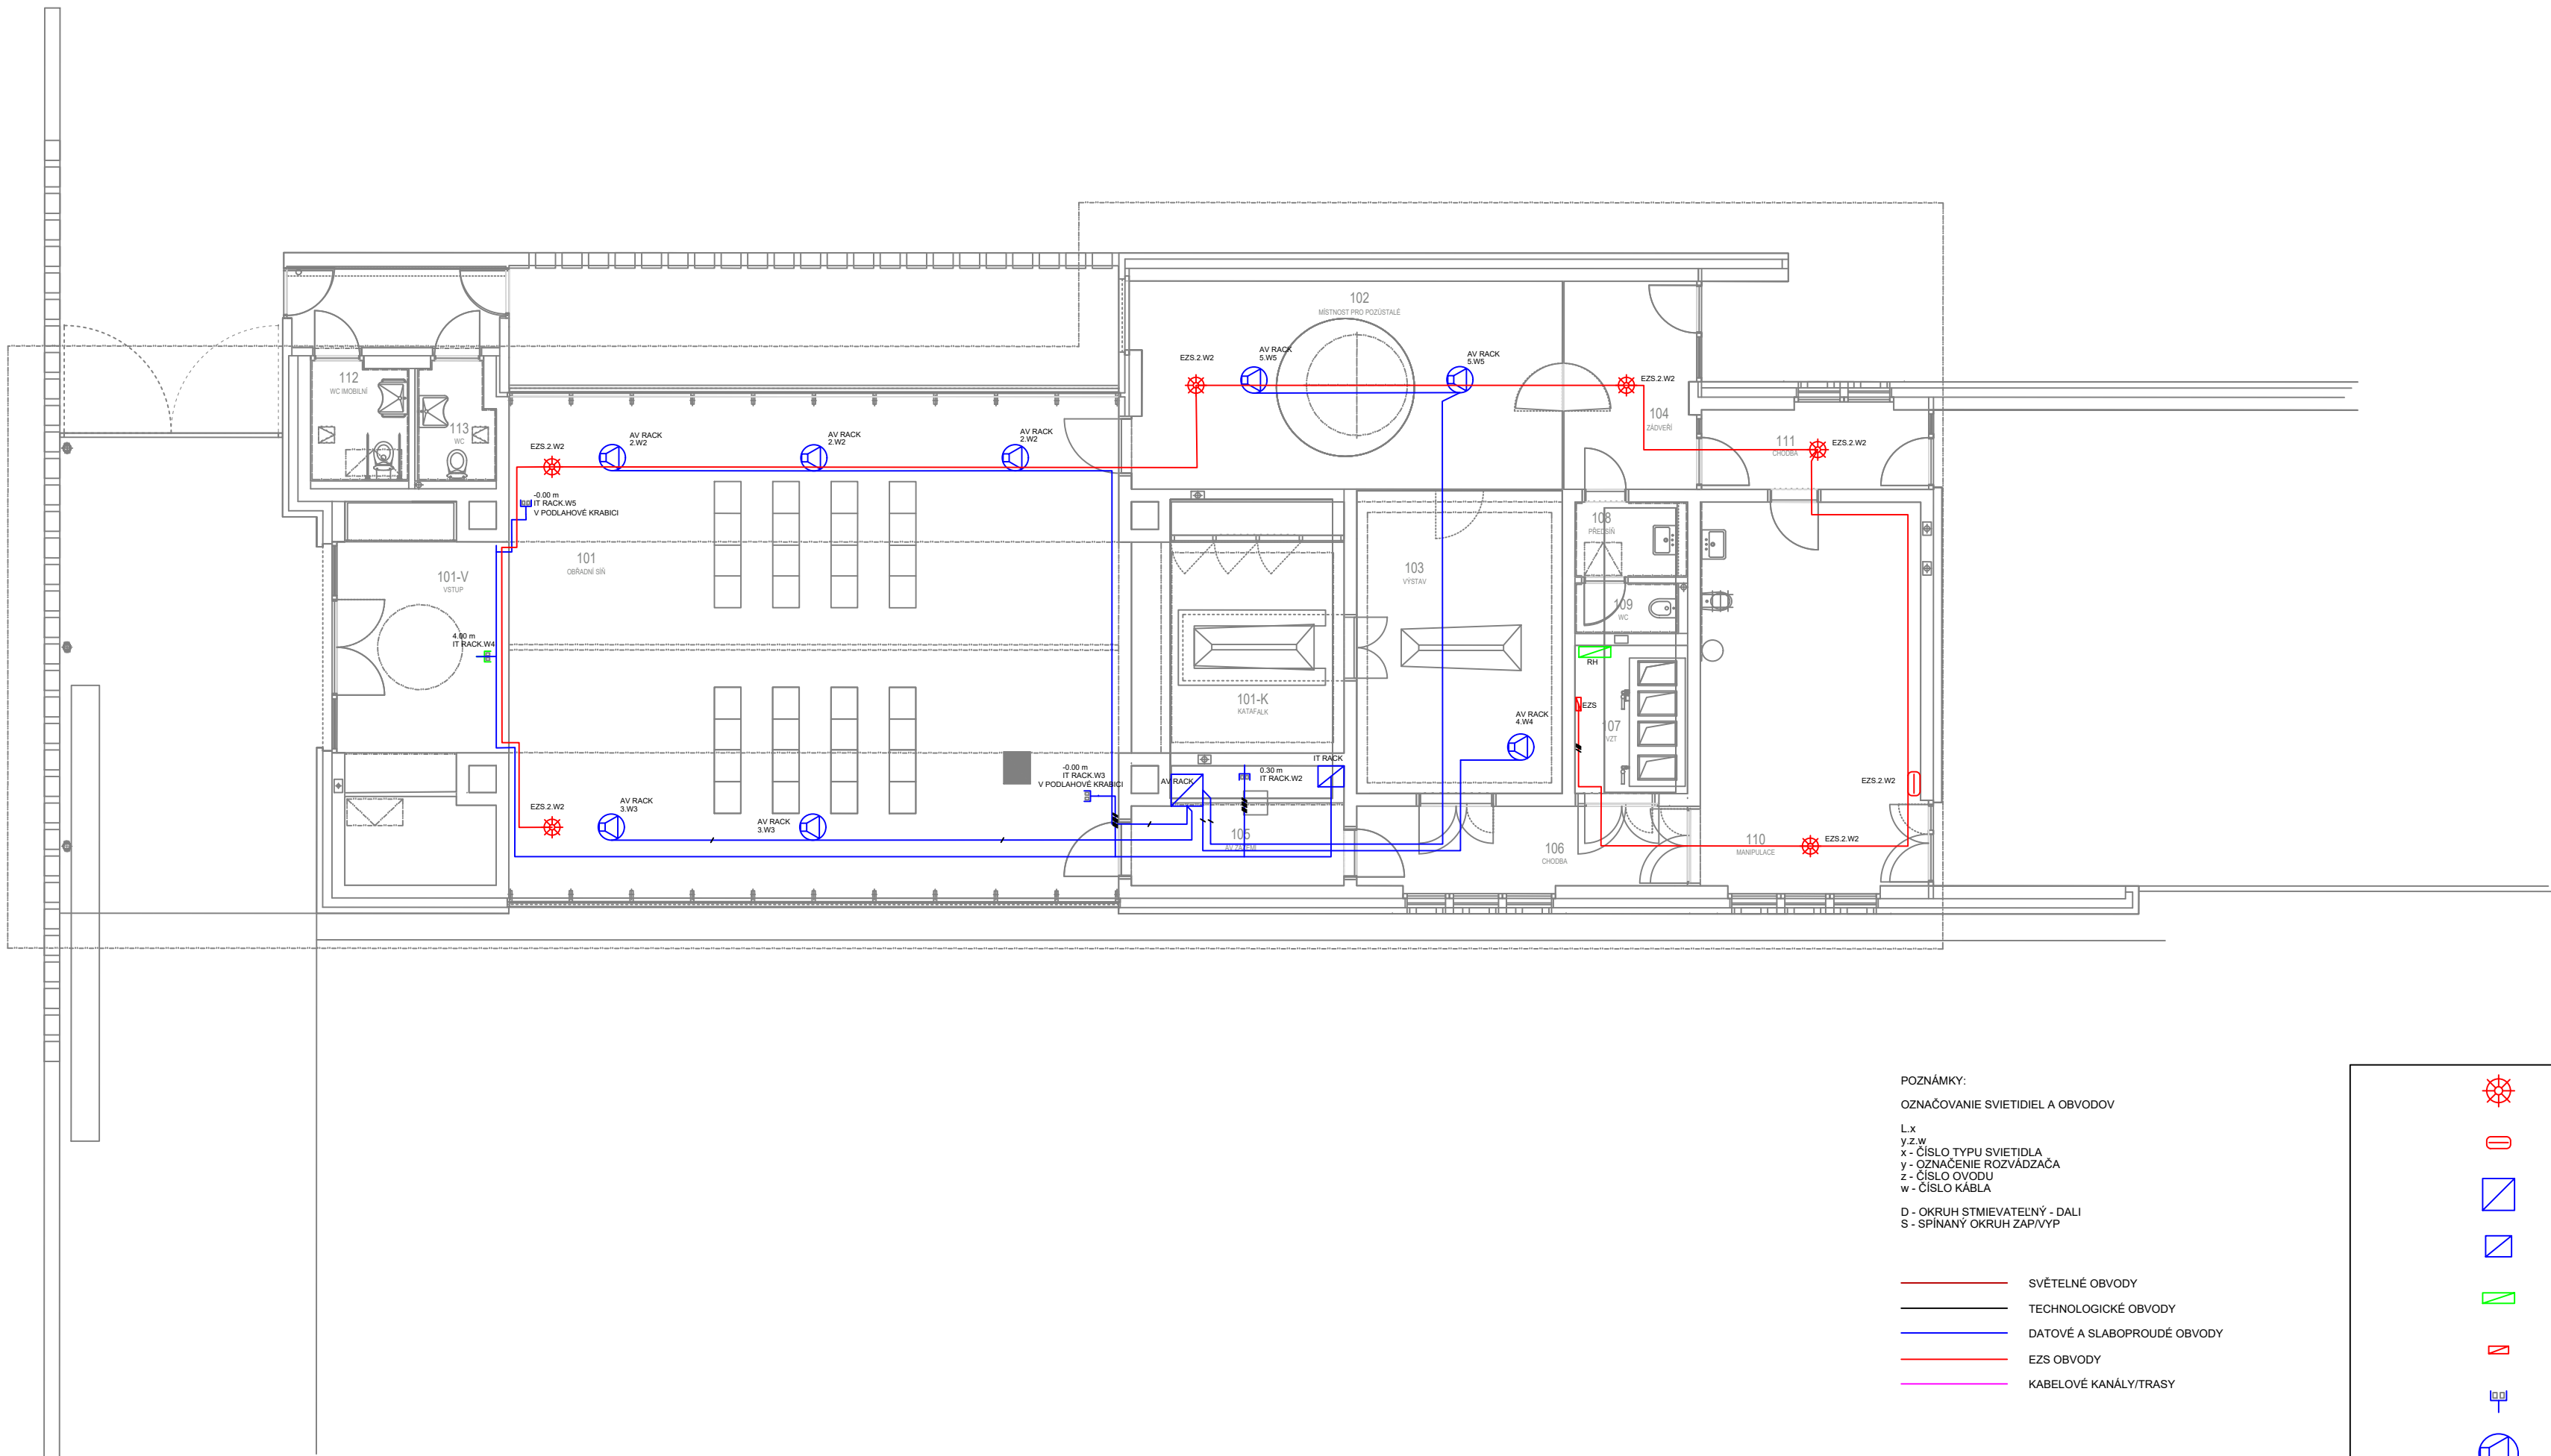 102
MÍSTNOST PRO POZŮSTALÉ
AV RACK
5.W5
AV RACK
5.W5
EZS.2.W2
EZS.2.W2
112
WC IMOBILNÍ
113
WC
104
ZÁDVEŘÍ
111
CHODBA
EZS.2.W2
EZS.2.W2
AV RACK
2.W2
AV RACK
2.W2
AV RACK
2.W2
-0.00 m
IT RACK.W5
V PODLAHOVÉ KRABICI
101
OBŘADNÍ SÍŇ
101-V
VSTUP
103
VÝSTAV
108
PŘEDSÍŇ
109
WC
4.00 m
IT RACK.W4
RH
101-K
KATAFALK
EZS
107
VZT
AV RACK
4.W4
-0.00 m
IT RACK.W3
V PODLAHOVÉ KRABICI
AV RACK
0.30 m
IT RACK.W2
IT RACK
EZS.2.W2
EZS.2.W2
AV RACK
3.W3
AV RACK
3.W3
105
AV ZÁZEMÍ
106
CHODBA
110
MANIPULACE
EZS.2.W2
POZNÁMKY:
OZNAČOVANIE SVIETIDIEL A OBVODOV
L.x
y.z.w
x - ČÍSLO TYPU SVIETIDLA
y - OZNAČENIE ROZVÁDZAČA
z - ČÍSLO OVODU
w - ČÍSLO KÁBLA
D - OKRUH STMIEVATEĽNÝ - DALI
S - SPÍNANÝ OKRUH ZAP/VYP
SVĚTELNÉ OBVODY
TECHNOLOGICKÉ OBVODY
DATOVÉ A SLABOPROUDÉ OBVODY
EZS OBVODY
KABELOVÉ KANÁLY/TRASY